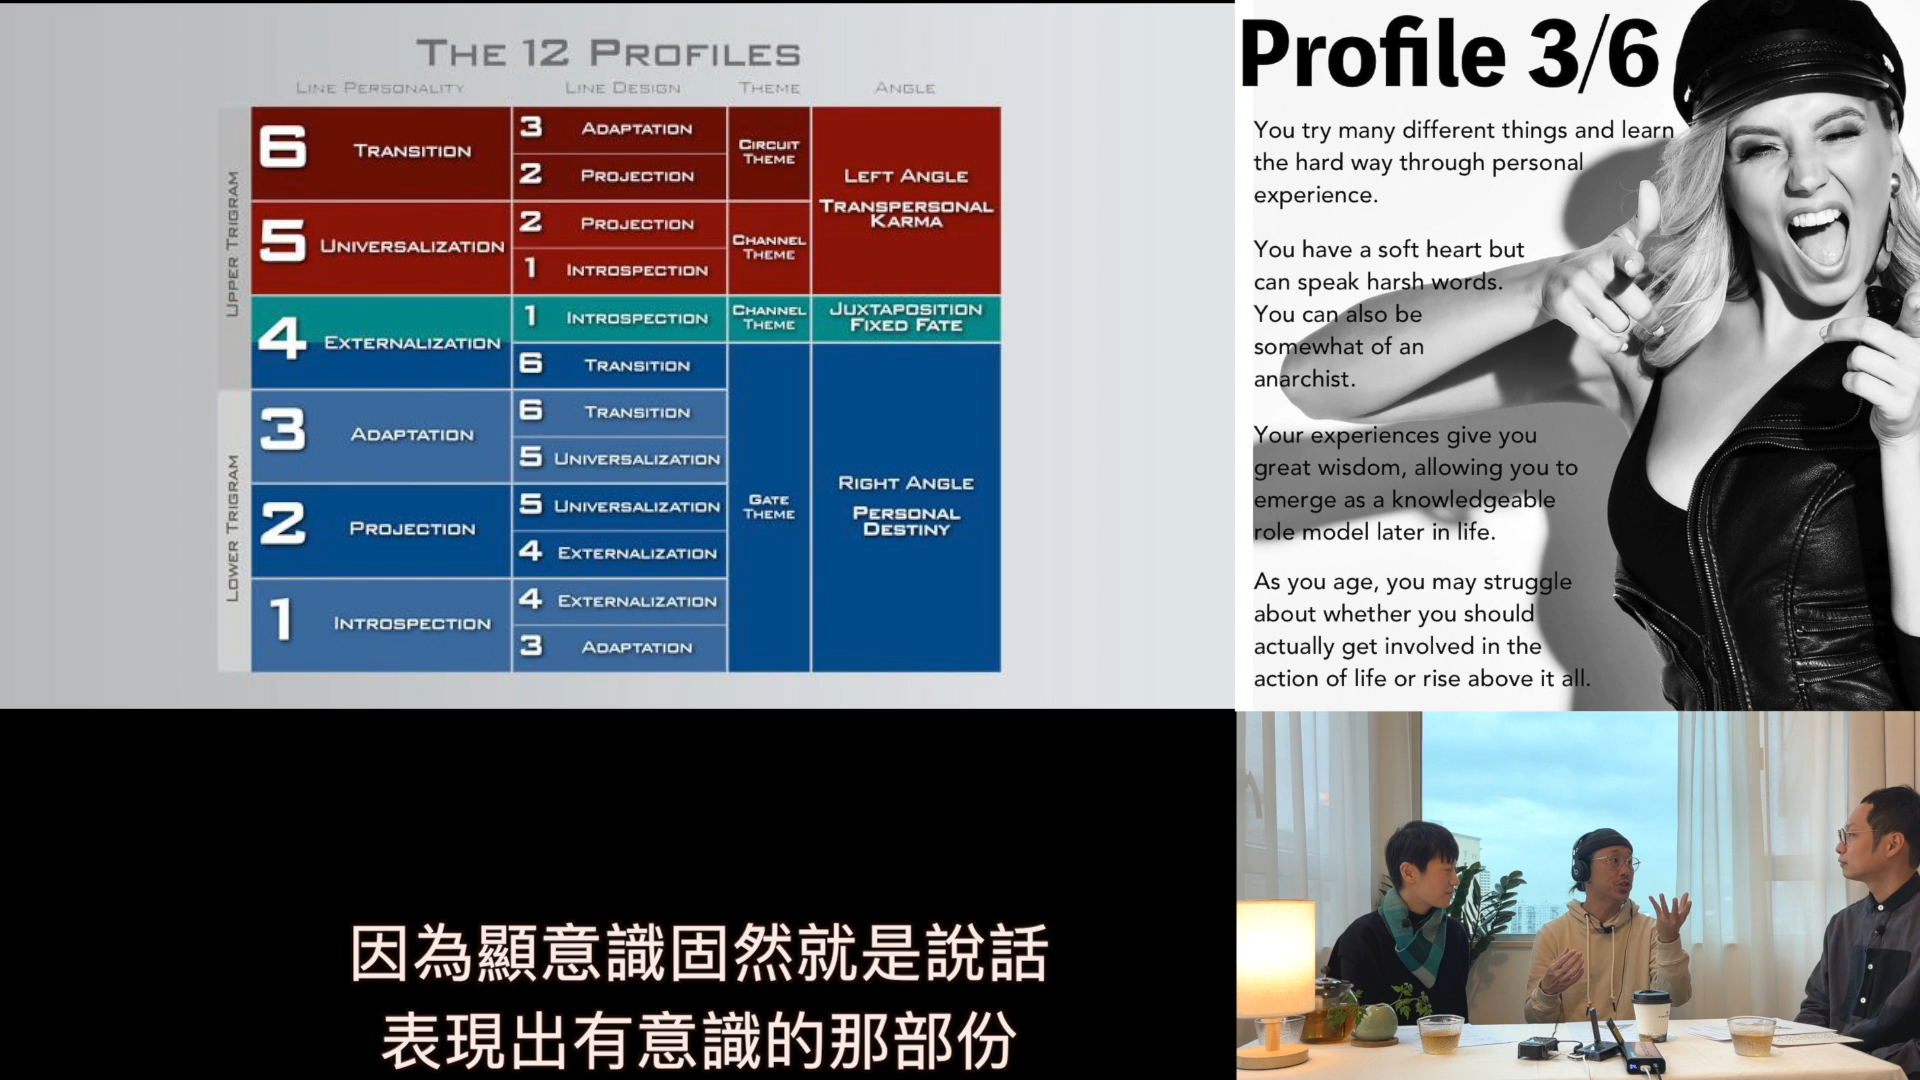 THE 12 PROFILES
LINE PERSONALITY LINE DESIGN THEME ANGLE
UPPER TRIGRAM
6 TRANSITION
3 ADAPTATION
2 PROJECTION
CIRCUIT
THEME
5 UNIVERSALIZATION
2 PROJECTION
1 INTROSPECTION
CHANNEL
THEME
LEFT ANGLE
TRANSPERSONAL
KARMA
4 EXTERNALIZATION
1 INTROSPECTION
CHANNEL
THEME
JUXTAPOSITION
FIXED FATE
6 TRANSITION
LOWER TRIGRAM
3 ADAPTATION
6 TRANSITION
5 UNIVERSALIZATION
2 PROJECTION
5 UNIVERSALIZATION
4 EXTERNALIZATION
1 INTROSPECTION
4 EXTERNALIZATION
3 ADAPTATION
GATE
THEME
RIGHT ANGLE
PERSONAL
DESTINY
Profile 3/6
You try many different things and learn
the hard way through personal
experience.
You have a soft heart but
can speak harsh words.
You can also be
somewhat of an
anarchist.
Your experiences give you
great wisdom, allowing you to
emerge as a knowledgeable
role model later in life.
As you age, you may struggle
about whether you should
actually get involved in the
action of life or rise above it all.
因為顯意識固然就是說話
表現出有意識的那部份